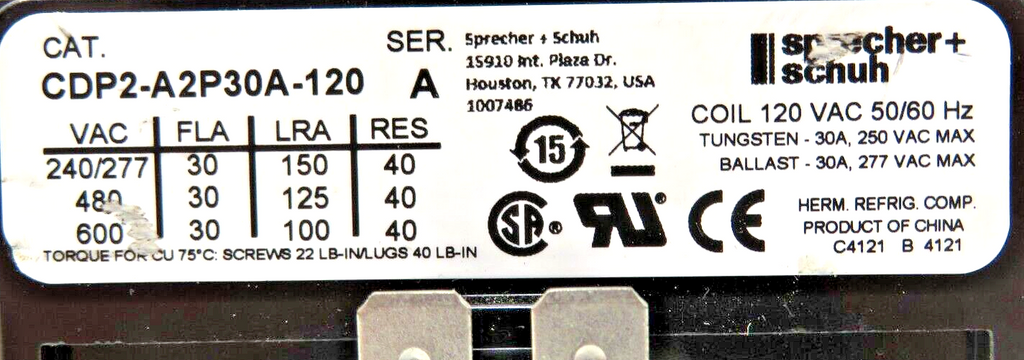 CAT.
CDP2-A2P30A-120
SER.
A
Sprecher + Schuh
15910 Int. Plaza Dr.
Houston, TX 77032, USA
1007486
sprecher+
schuh
VAC FLA LRA RES
240/277 30 150 40
480 30 125 40
600 30 100 40
TORQUE FOR CU 75°C: SCREWS 22 LB-IN/LUGS 40 LB-IN
15
SA ®
RU ®
CE
COIL 120 VAC 50/60 Hz
TUNGSTEN - 30A, 250 VAC MAX
BALLAST - 30A, 277 VAC MAX
HERM. REFRIG. COMP.
PRODUCT OF CHINA
C4121 B 4121